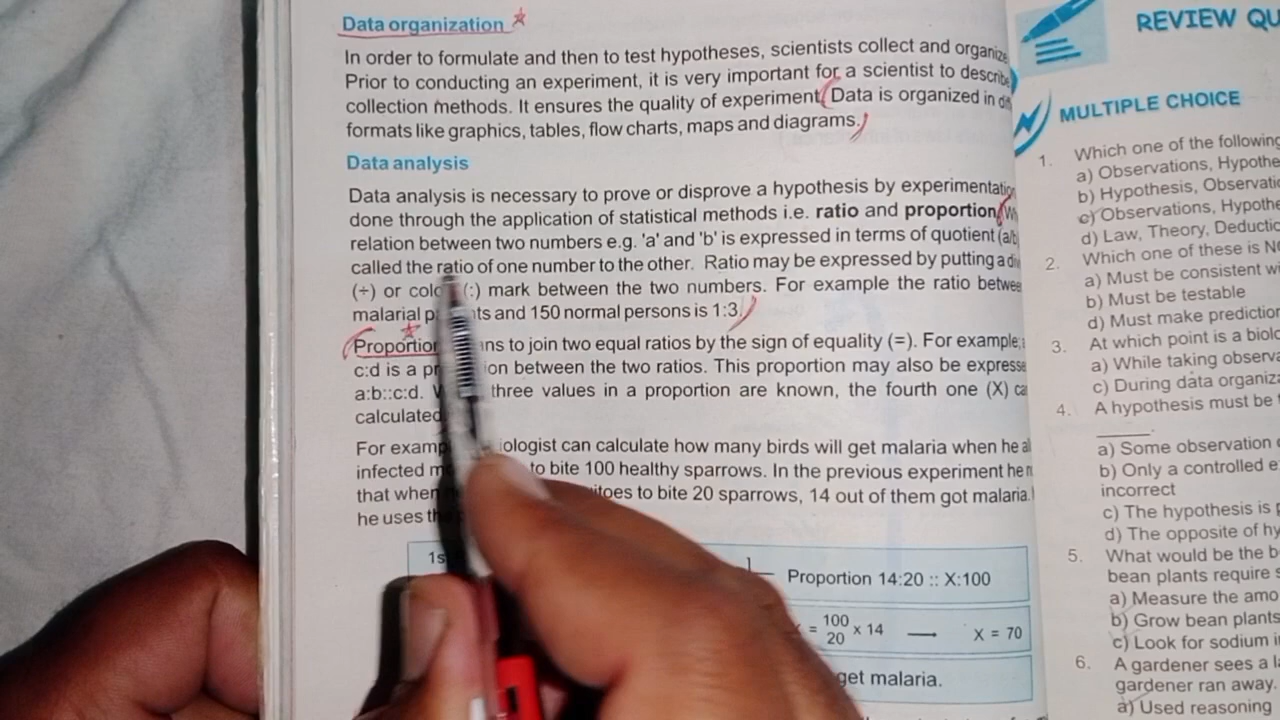 Data organization
In order to formulate and then to test hypotheses, scientists collect and organize
Prior to conducting an experiment, it is very important for a scientist to describe
collection methods. It ensures the quality of experiment. Data is organized in
formats like graphics, tables, flow charts, maps and diagrams.
Data analysis
Data analysis is necessary to prove or disprove a hypothesis by experimentation
done through the application of statistical methods i.e. ratio and proportion.
relation between two numbers e.g. 'a' and 'b' is expressed in terms of quotient (a/b)
called the ratio of one number to the other. Ratio may be expressed by putting a
(÷) or (:) mark between the two numbers. For example the ratio between
malarial and 150 normal persons is 1:3.
Proportion to join two equal ratios by the sign of equality (=). For example;
c:d is a between the two ratios. This proportion may also be expresse
a:b::c:d. three values in a proportion are known, the fourth one (X) ca
calculated
For examp iologist can calculate how many birds will get malaria when he al
infected m to bite 100 healthy sparrows. In the previous experiment he
that when itoes to bite 20 sparrows, 14 out of them got malaria.
he uses th
1s
Proportion 14:20 :: X:100
= 100/20 x 14 — X = 70
get malaria.
REVIEW QU
MULTIPLE CHOICE
1. Which one of the following
a) Observations, Hypothe
b) Hypothesis, Observatio
c) Observations, Hypothe
d) Law, Theory, Deductio
2. Which one of these is NO
a) Must be consistent wi
b) Must be testable
d) Must make prediction
3. At which point is a biolo
a) While taking observa
c) During data organiza
4. A hypothesis must be t
a) Some observation o
b) Only a controlled e
incorrect
c) The hypothesis is p
d) The opposite of hy
5. What would be the b
bean plants require s
a) Measure the amo
b) Grow bean plants
c) Look for sodium i
6. A gardener sees a la
gardener ran away.
a) Used reasoning